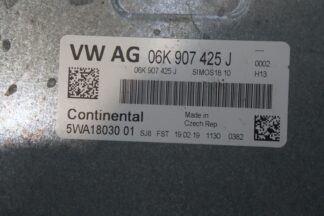 VW AG 06K 907 425 J 0002
06K 907 425 J SIMOS18.10 H13
Continental Made in
Czech Rep
5WA18030 01 SJ8 FST 19 02 19 1130 0382